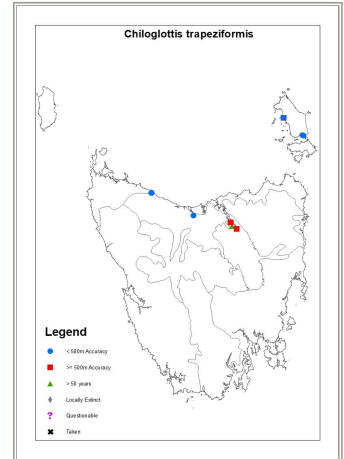 Chiloglottis trapeziformis
Legend
< 500m Accuracy
>= 500m Accuracy
> 50 years
Locally Extinct
Questionable
Taken